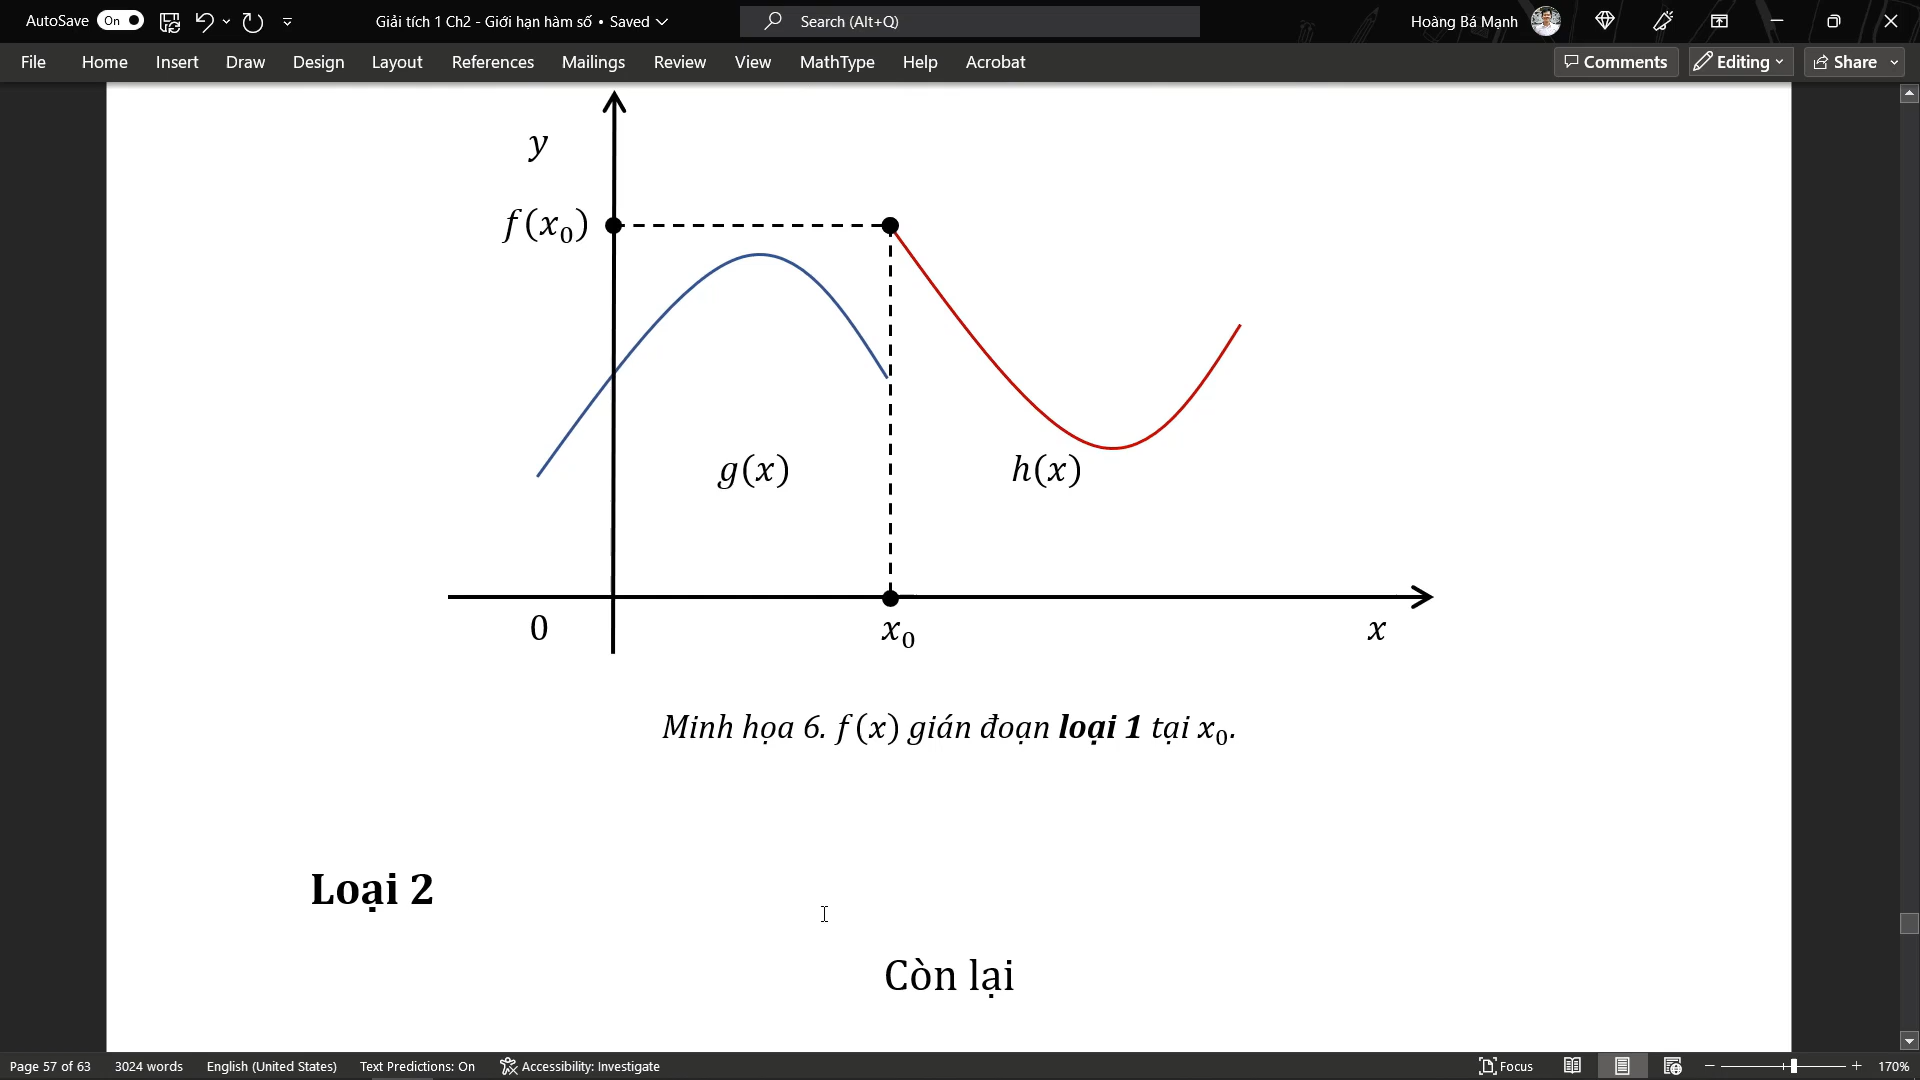 AutoSave On Giải tích 1 Ch2 - Giới hạn hàm số • Saved Search (Alt+Q) Hoàng Bá Mạnh
File Home Insert Draw Design Layout References Mailings Review View MathType Help Acrobat Comments Editing Share
y
f(x₀)
g(x) h(x)
0 x₀ x
Minh họa 6. f(x) gián đoạn loại 1 tại x₀.
Loại 2
Còn lại
Page 57 of 63 3024 words English (United States) Text Predictions: On Accessibility: Investigate Focus 170%